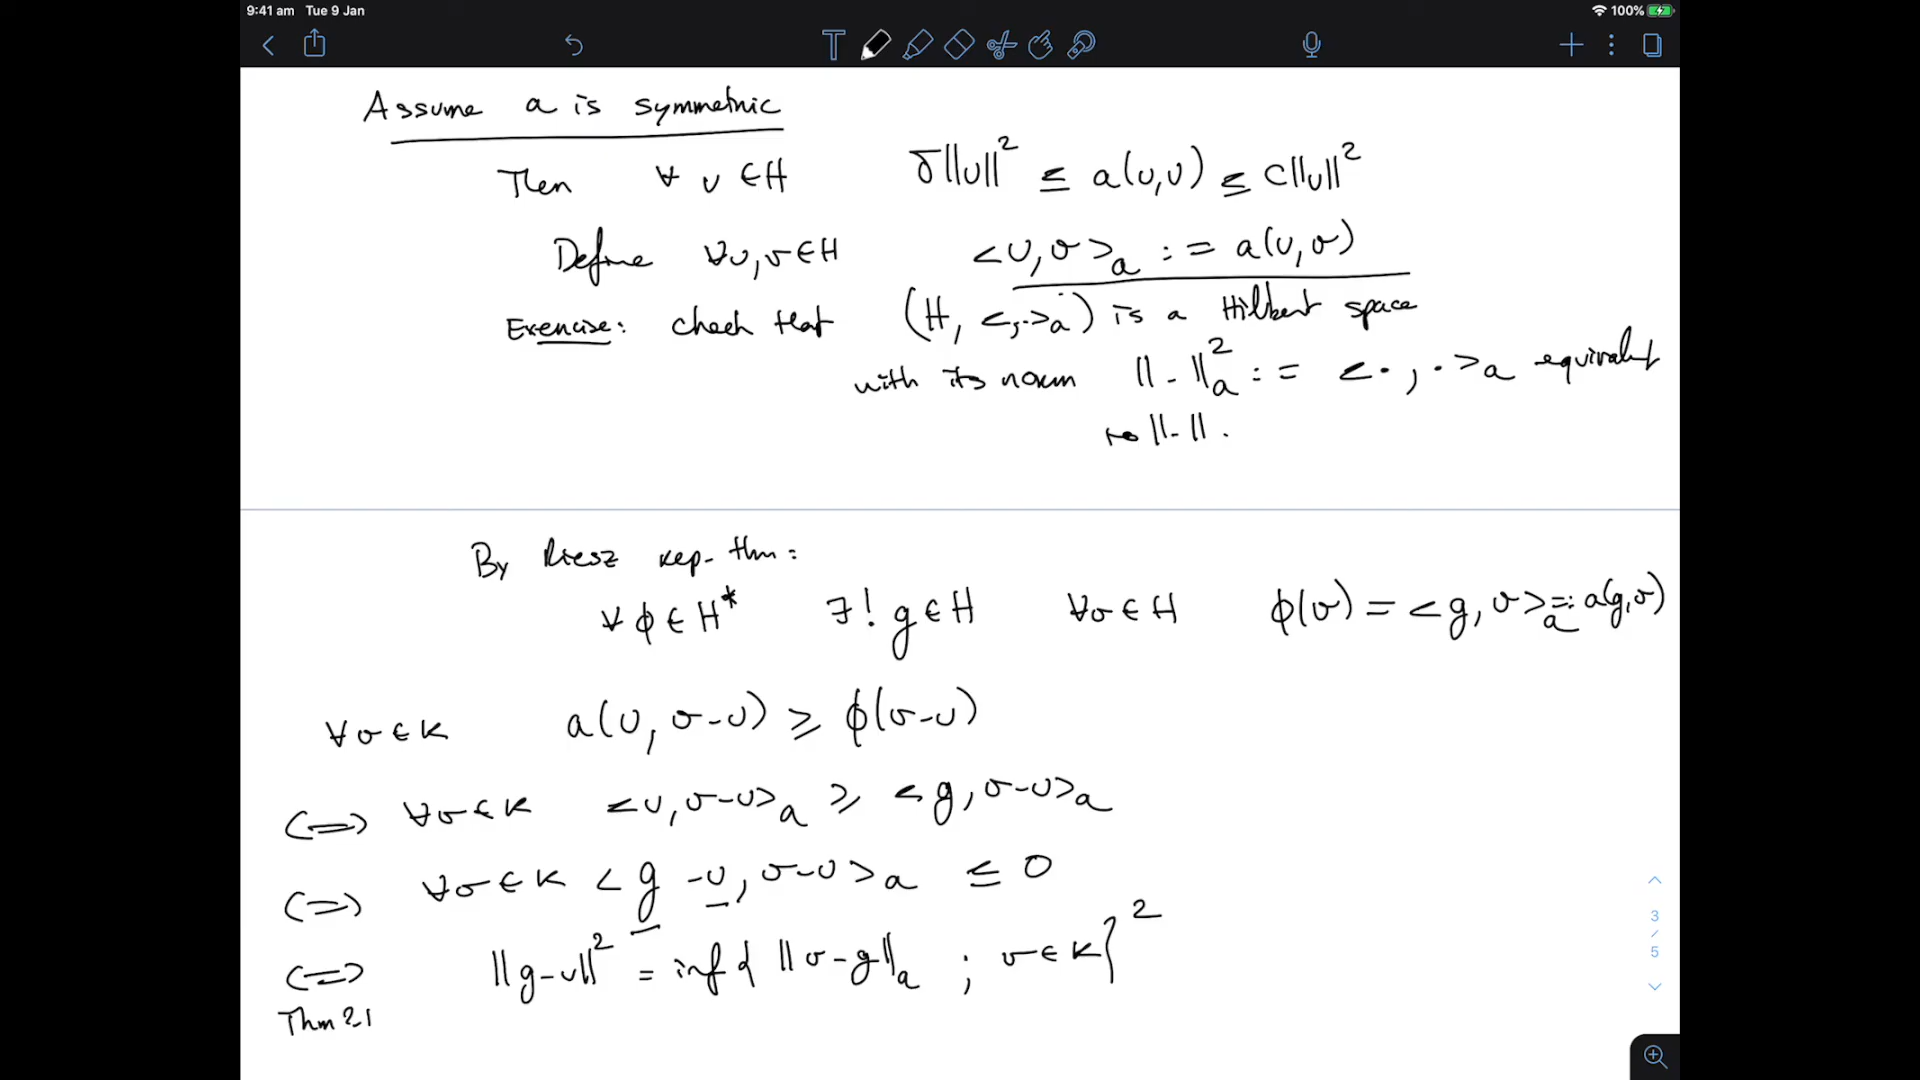 9:41 am Tue 9 Jan 100%
Assume a is symmetric
Then ∀ u ∈ H δ||u||² ≤ a(u,u) ≤ C||u||²
Define ∀u,v∈H <u,v>_a := a(u,v)
Exercise: check that (H, <,·>_a) is a Hilbert space
with its norm ||-||²_a := <·,·>_a equivalent
to ||-||.
By Riesz rep- thm:
∀ ϕ ∈ H* ∃! g ∈ H ∀v ∈ H ϕ(v) = <g,v>_a =: a(g,v)
∀v ∈ K a(u, v-u) ≥ ϕ(v-u)
(⇔) ∀v ∈ K <u, v-u>_a ≥ <g, v-u>_a
(⇔) ∀v ∈ K <g-u, v-u>_a ≤ 0
(⇔) ||g-u||² = inf{ ||v-g||_a ; v ∈ K}²
Thm 2.1
3
/
5